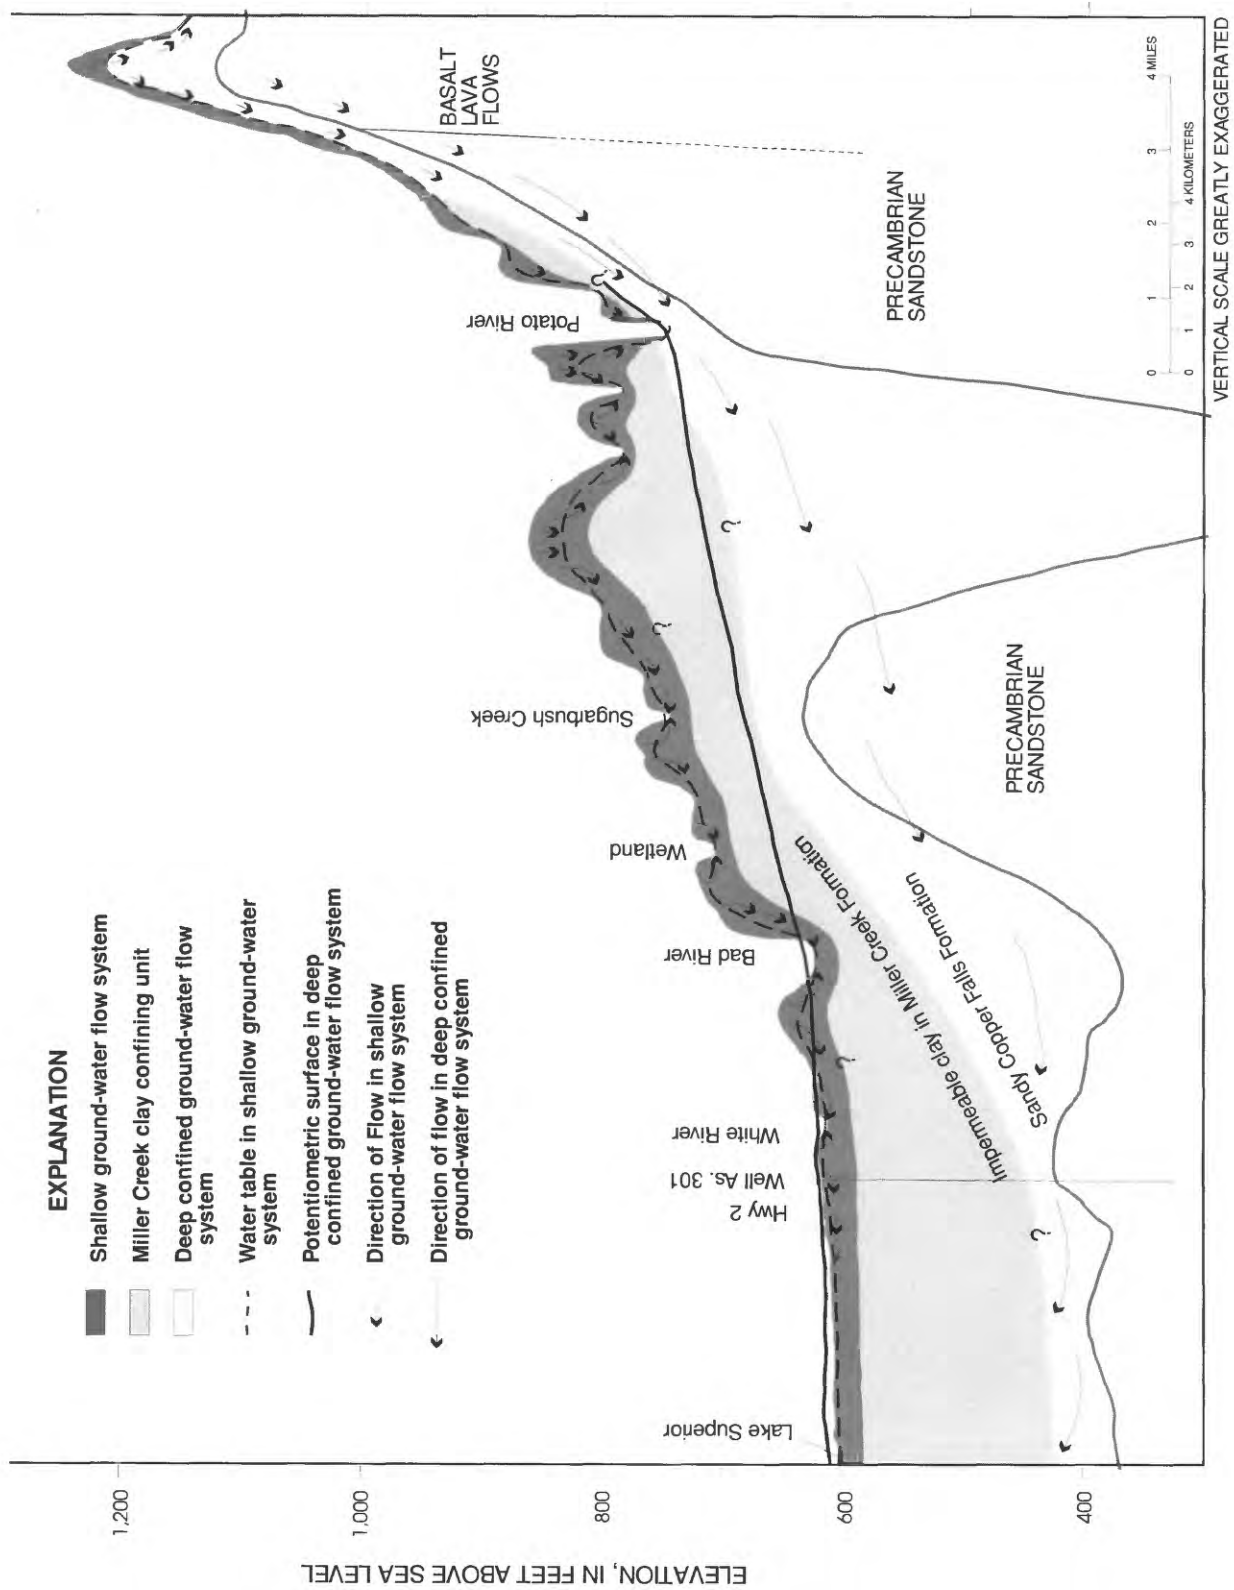 EXPLANATION
Shallow ground-water flow system
Miller Creek clay confining unit
Deep confined ground-water flow
system
Water table in shallow ground-water
system
Potentiometric surface in deep
confined ground-water flow system
Direction of Flow in shallow
ground-water flow system
Direction of flow in deep confined
ground-water flow system
ELEVATION, IN FEET ABOVE SEA LEVEL
1,200
1,000
800
600
400
Lake Superior
Hwy 2
Well As. 301
White River
Bad River
Wetland
Sugarbush Creek
Potato River
BASALT
LAVA
FLOWS
PRECAMBRIAN
SANDSTONE
PRECAMBRIAN
SANDSTONE
Impermeable clay in Miller Creek Formation
Sandy Copper Falls Formation
?
?
?
?
?
?
0 1 2 3 4 MILES
0 1 2 3 4 KILOMETERS
VERTICAL SCALE GREATLY EXAGGERATED